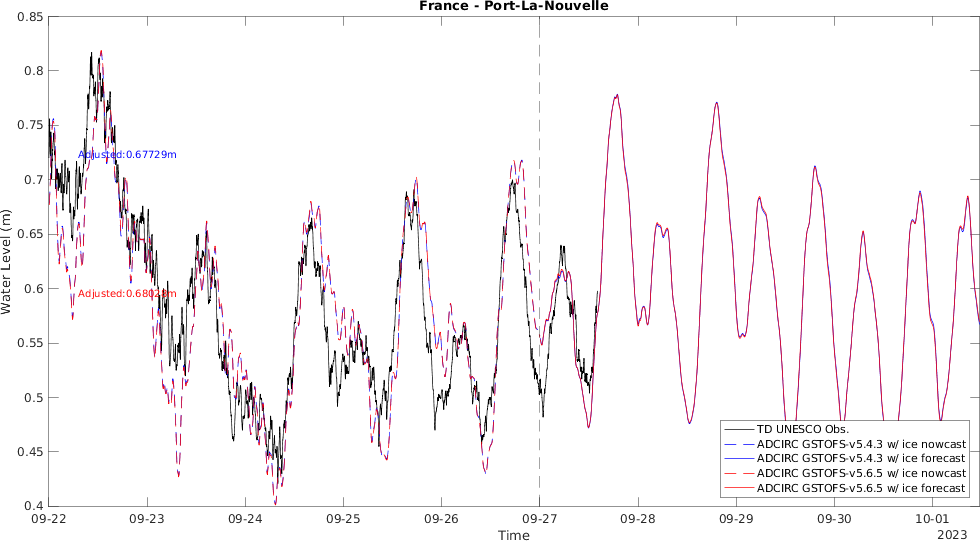 France - Port-La-Nouvelle
0.85
0.8
0.75
0.7
0.65
0.6
0.55
0.5
0.45
0.4
Water Level (m)
Adjusted:0.67729m
Adjusted:0.68028m
TD UNESCO Obs.
ADCIRC GSTOFS-v5.4.3 w/ ice nowcast
ADCIRC GSTOFS-v5.4.3 w/ ice forecast
ADCIRC GSTOFS-v5.6.5 w/ ice nowcast
ADCIRC GSTOFS-v5.6.5 w/ ice forecast
09-22 09-23 09-24 09-25 09-26 09-27 09-28 09-29 09-30 10-01
Time
2023